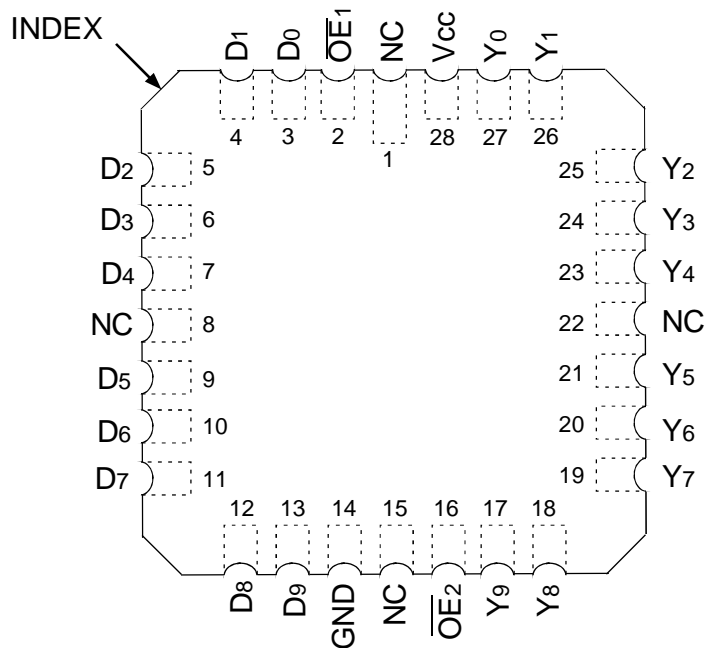 INDEX
D1 D0 OE1 NC Vcc Y0 Y1
4 3 2 1 28 27 26
D2 5 25 Y2
D3 6 24 Y3
D4 7 23 Y4
NC 8 22 NC
D5 9 21 Y5
D6 10 20 Y6
D7 11 19 Y7
12 13 14 15 16 17 18
D8 D9 GND NC OE2 Y9 Y8